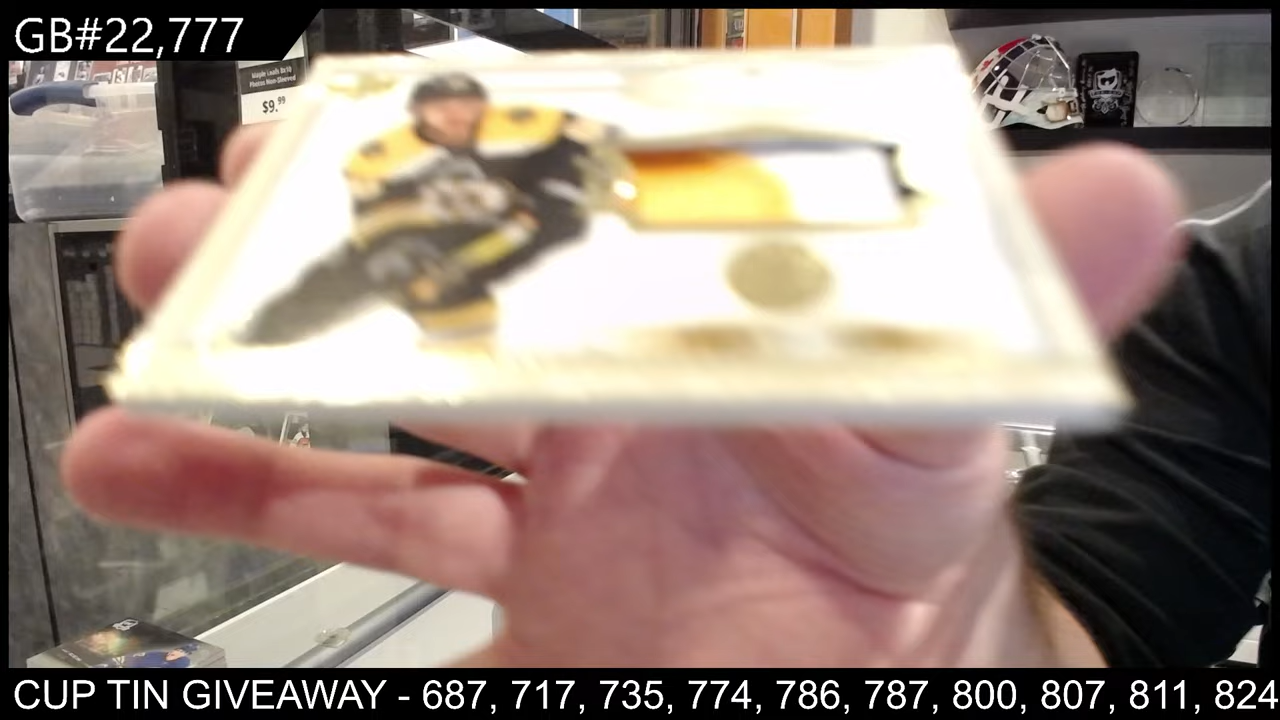 GB#22,777
Maple Leafs 8x10
Photos Non-Sleeved
$9.99
CUP TIN GIVEAWAY - 687, 717, 735, 774, 786, 787, 800, 807, 811, 824